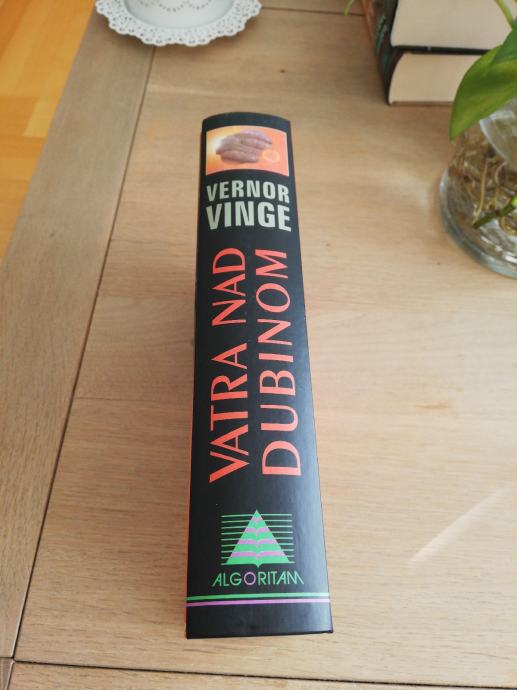 VERNOR
VINGE
VATRA NAD
DUBINOM
ALGORITAM